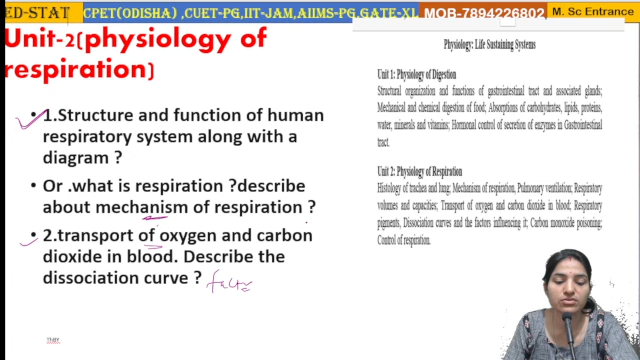 ED-STAT
CPET(ODISHA) ,CUET-PG,IIT-JAM,AIIMS-PG,GATE-XL
MOB-7894226802
M. Sc Entrance
Unit-2(physiology of
respiration)
• 1.Structure and function of human
respiratory system along with a
diagram ?
• Or .what is respiration ?describe
about mechanism of respiration ?
• 2.transport of oxygen and carbon
dioxide in blood. Describe the
dissociation curve ?
Physiology: Life Sustaining Systems
Unit 1: Physiology of Digestion
Structural organization and functions of gastrointestinal tract and associated glands;
Mechanical and chemical digestion of food; Absorptions of carbohydrates, lipids, proteins,
water, minerals and vitamins; Hormonal control of secretion of enzymes in Gastrointestinal
tract.
Unit 2: Physiology of Respiration
Histology of trachea and lung; Mechanism of respiration, Pulmonary ventilation; Respiratory
volumes and capacities; Transport of oxygen and carbon dioxide in blood; Respiratory
pigments, Dissociation curves and the factors influencing it; Carbon monoxide poisoning;
Control of respiration.